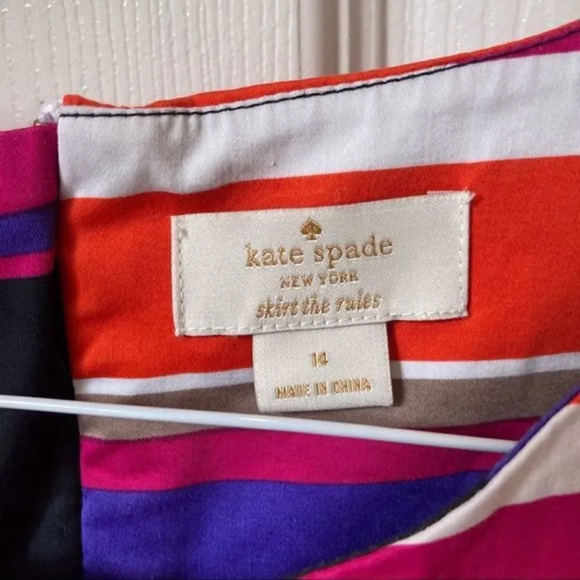 kate spade
NEW YORK
skirt the rules
14
MADE IN CHINA